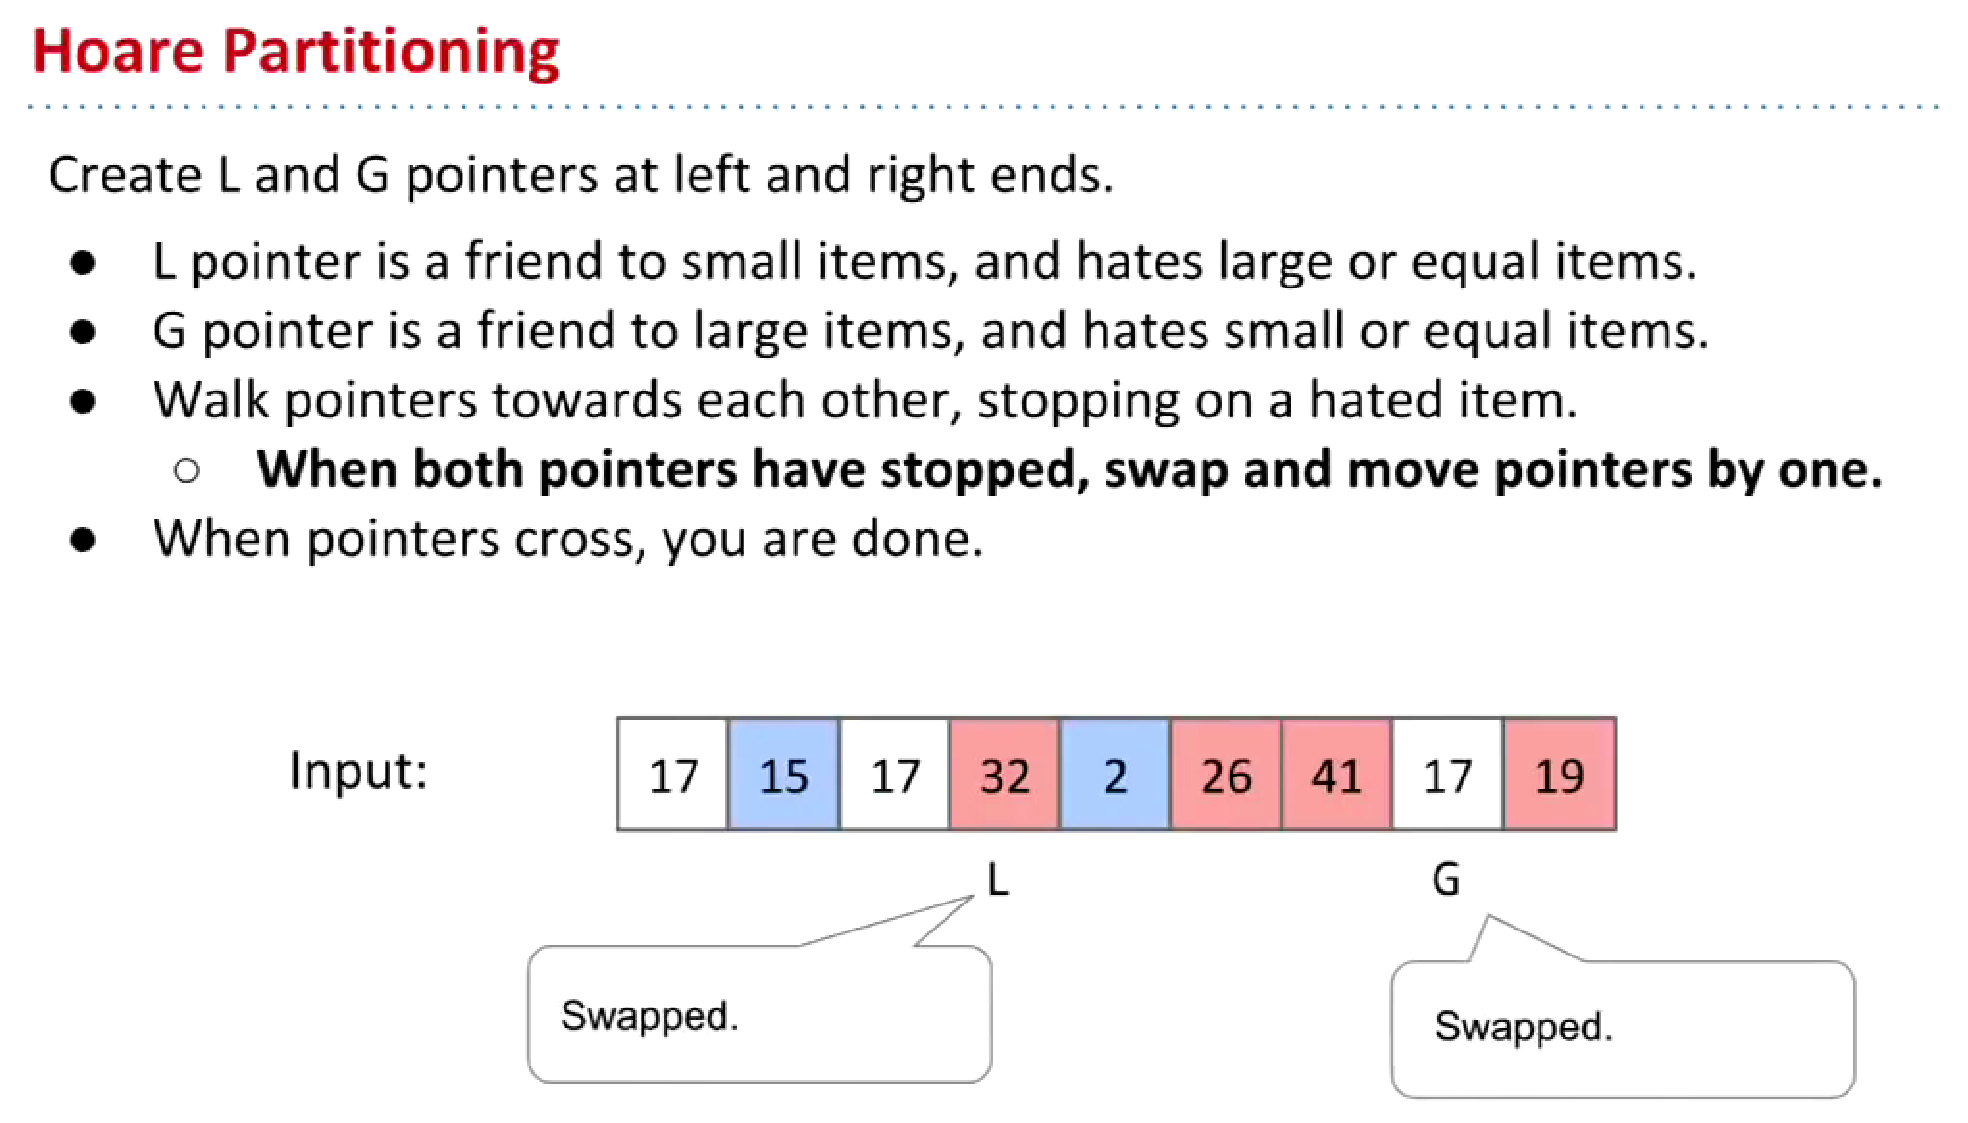 Hoare Partitioning
Create L and G pointers at left and right ends.
● L pointer is a friend to small items, and hates large or equal items.
● G pointer is a friend to large items, and hates small or equal items.
● Walk pointers towards each other, stopping on a hated item.
○ When both pointers have stopped, swap and move pointers by one.
● When pointers cross, you are done.
Input: 17 15 17 32 2 26 41 17 19
L G
Swapped.
Swapped.